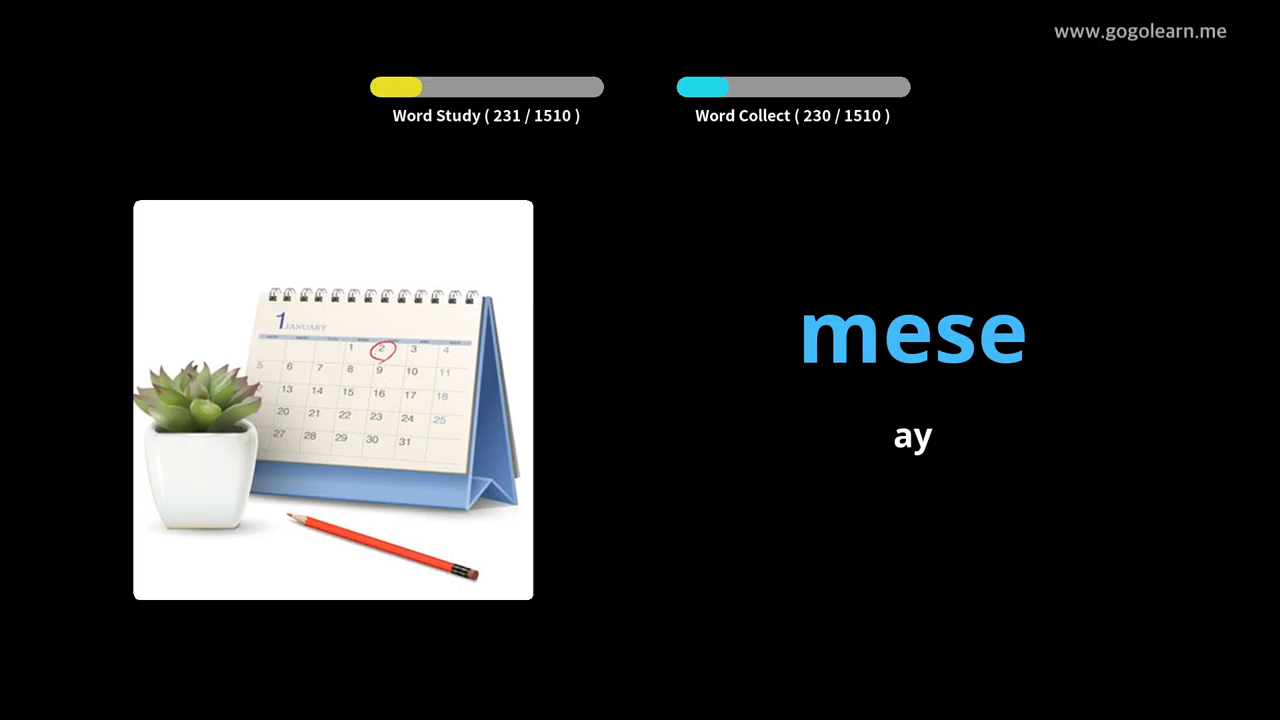 www.gogolearn.me
Word Study ( 231 / 1510 )
Word Collect ( 230 / 1510 )
1 JANUARY
1 2 3 4
5 6 7 8 9 10 11
13 14 15 16 17 18
20 21 22 23 24 25
27 28 29 30 31
mese
ay